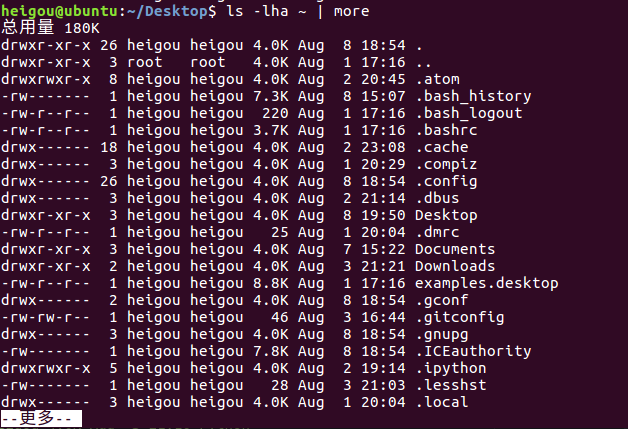 heigou@ubuntu:~/Desktop$ ls -lha ~ | more
总用量 180K
drwxr-xr-x 26 heigou heigou 4.0K Aug  8 18:54 .
drwxr-xr-x  3 root   root   4.0K Aug  1 17:16 ..
drwxrwxr-x  8 heigou heigou 4.0K Aug  2 20:45 .atom
-rw-------  1 heigou heigou 7.3K Aug  8 15:07 .bash_history
-rw-r--r--  1 heigou heigou  220 Aug  1 17:16 .bash_logout
-rw-r--r--  1 heigou heigou 3.7K Aug  1 17:16 .bashrc
drwx------ 18 heigou heigou 4.0K Aug  2 23:08 .cache
drwx------  3 heigou heigou 4.0K Aug  1 20:29 .compiz
drwx------ 26 heigou heigou 4.0K Aug  8 18:54 .config
drwx------  3 heigou heigou 4.0K Aug  2 21:14 .dbus
drwxr-xr-x  3 heigou heigou 4.0K Aug  8 19:50 Desktop
-rw-r--r--  1 heigou heigou   25 Aug  1 20:04 .dmrc
drwxr-xr-x  3 heigou heigou 4.0K Aug  7 15:22 Documents
drwxr-xr-x  2 heigou heigou 4.0K Aug  3 21:21 Downloads
-rw-r--r--  1 heigou heigou 8.8K Aug  1 17:16 examples.desktop
drwx------  2 heigou heigou 4.0K Aug  8 18:54 .gconf
-rw-rw-r--  1 heigou heigou   46 Aug  3 16:44 .gitconfig
drwx------  3 heigou heigou 4.0K Aug  8 18:54 .gnupg
-rw-------  1 heigou heigou 7.8K Aug  8 18:54 .ICEauthority
drwxrwxr-x  5 heigou heigou 4.0K Aug  2 19:14 .ipython
-rw-------  1 heigou heigou   28 Aug  3 21:03 .lesshst
drwx------  3 heigou heigou 4.0K Aug  1 20:04 .local
--更多--